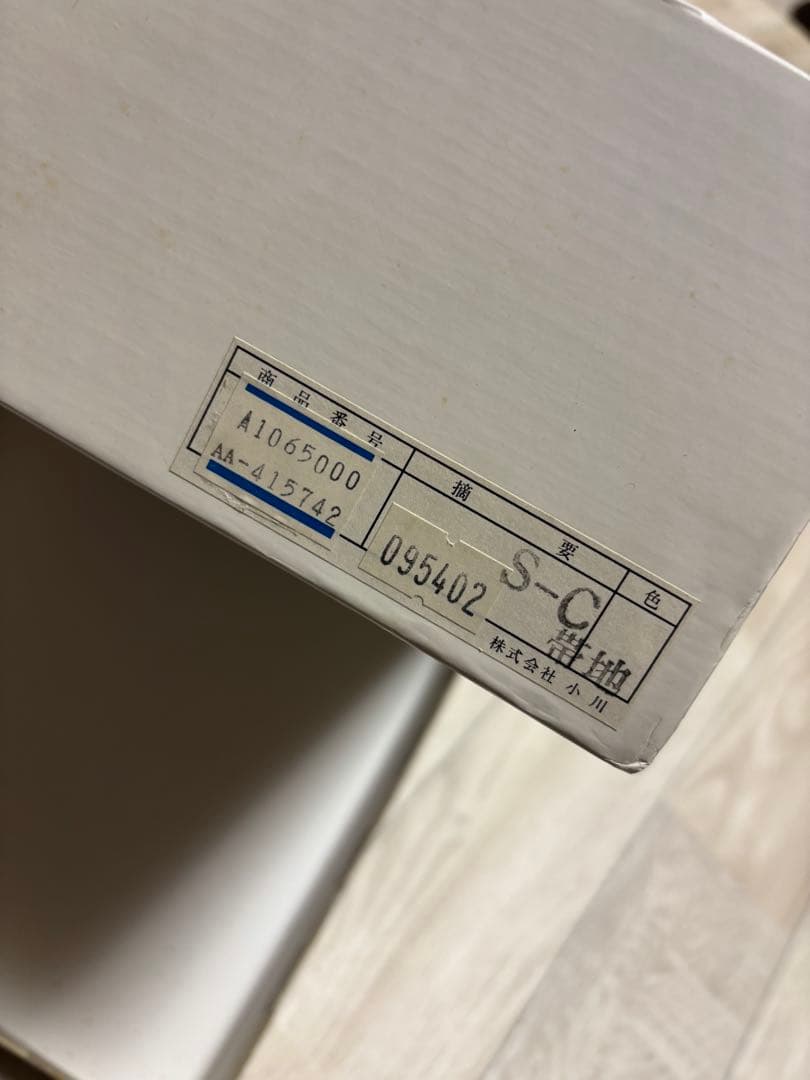 商品番号
A1065000
AA-415742
摘要
095402
S-C
帯地
色
株式会社 小川